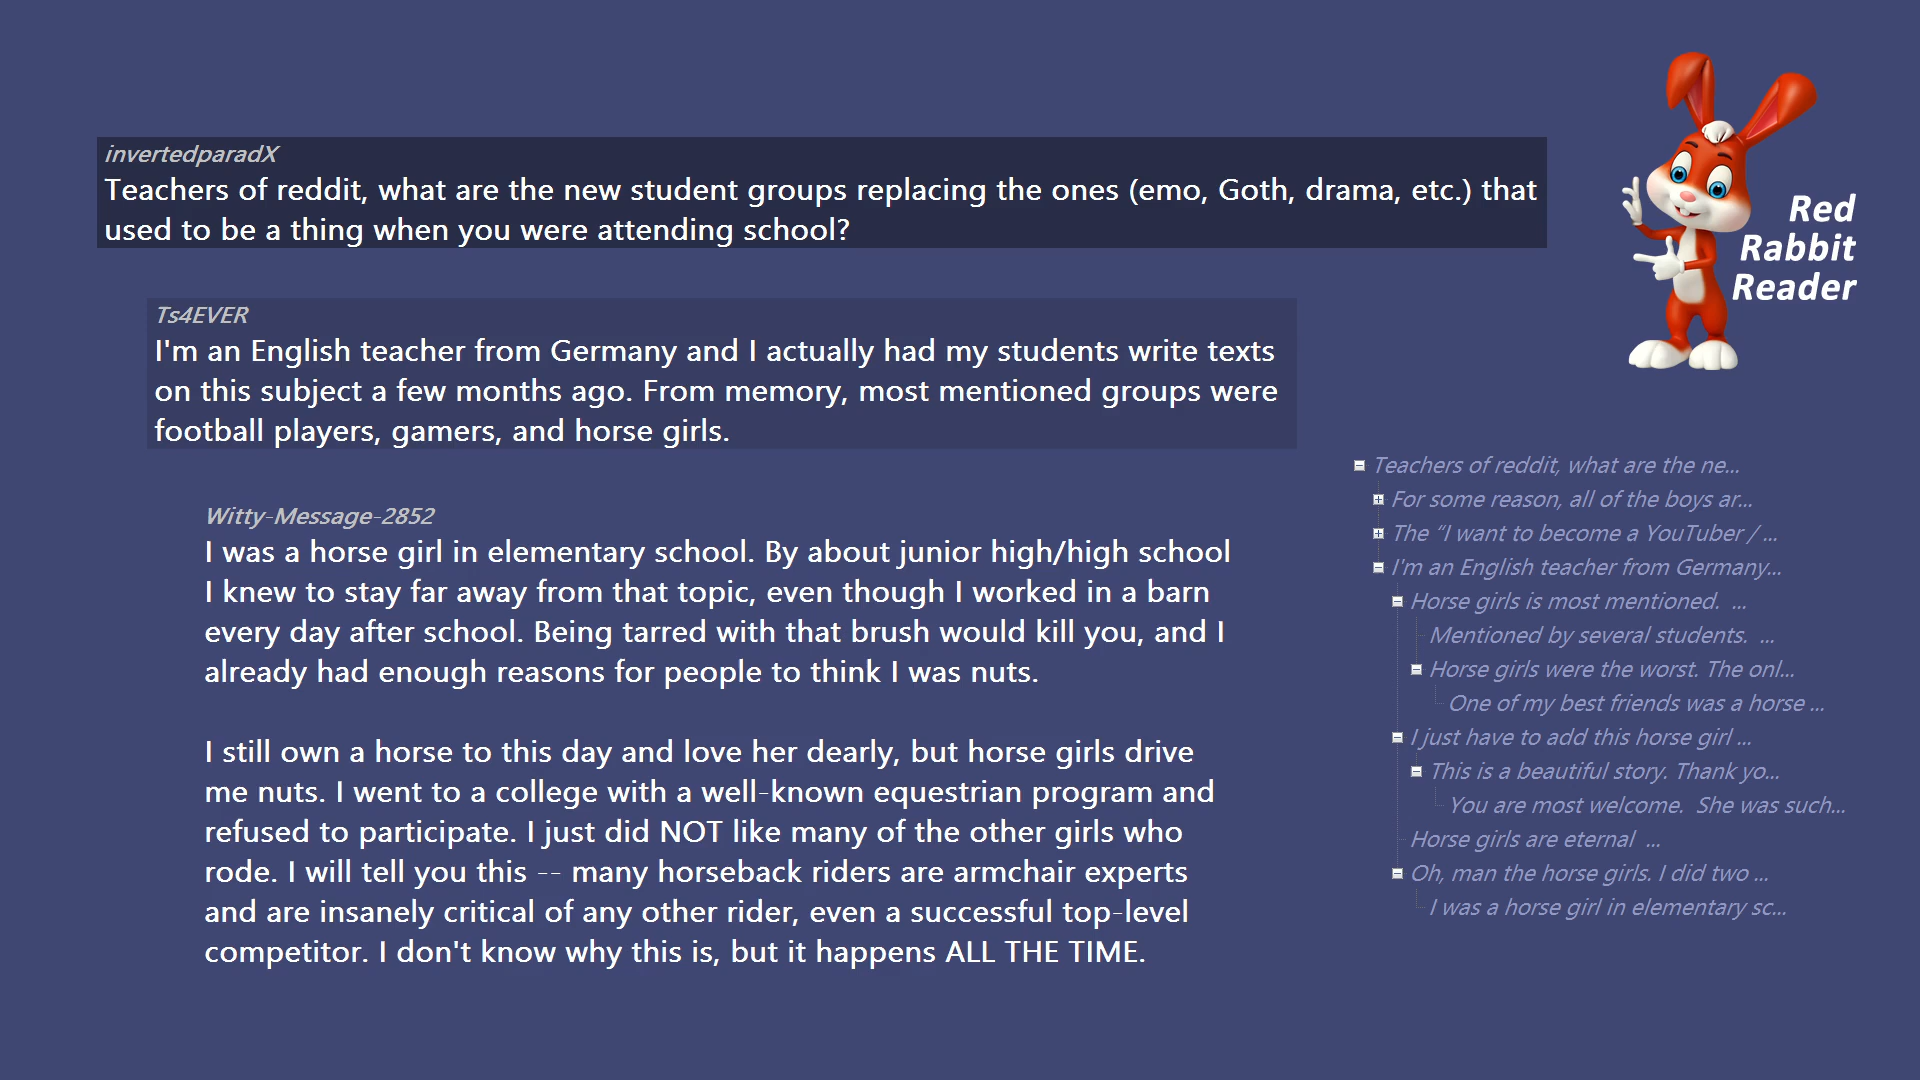 invertedparadX
Teachers of reddit, what are the new student groups replacing the ones (emo, Goth, drama, etc.) that
used to be a thing when you were attending school?
Ts4EVER
I'm an English teacher from Germany and I actually had my students write texts
on this subject a few months ago. From memory, most mentioned groups were
football players, gamers, and horse girls.
Witty-Message-2852
I was a horse girl in elementary school. By about junior high/high school
I knew to stay far away from that topic, even though I worked in a barn
every day after school. Being tarred with that brush would kill you, and I
already had enough reasons for people to think I was nuts.
I still own a horse to this day and love her dearly, but horse girls drive
me nuts. I went to a college with a well-known equestrian program and
refused to participate. I just did NOT like many of the other girls who
rode. I will tell you this -- many horseback riders are armchair experts
and are insanely critical of any other rider, even a successful top-level
competitor. I don't know why this is, but it happens ALL THE TIME.
Red
Rabbit
Reader
Teachers of reddit, what are the ne...
For some reason, all of the boys ar...
The “I want to become a YouTuber / ...
I'm an English teacher from Germany...
Horse girls is most mentioned.  ...
Mentioned by several students.  ...
Horse girls were the worst. The onl...
One of my best friends was a horse ...
I just have to add this horse girl ...
This is a beautiful story. Thank yo...
You are most welcome.  She was such...
Horse girls are eternal  ...
Oh, man the horse girls. I did two ...
I was a horse girl in elementary sc...